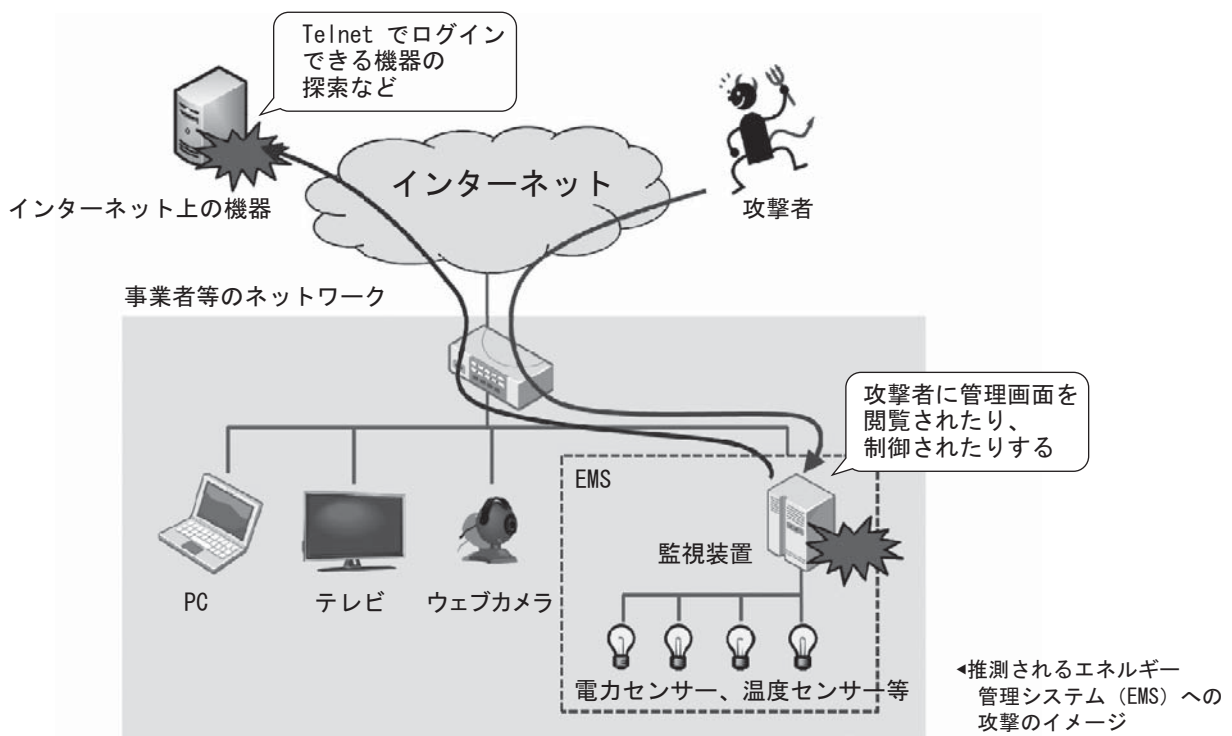 Telnet でログイン
できる機器の
探索など
インターネット
インターネット上の機器
攻撃者
事業者等のネットワーク
攻撃者に管理画面を
閲覧されたり、
制御されたりする
EMS
監視装置
PC
テレビ
ウェブカメラ
電力センサー、温度センサー等
◀推測されるエネルギー
管理システム（EMS）への
攻撃のイメージ